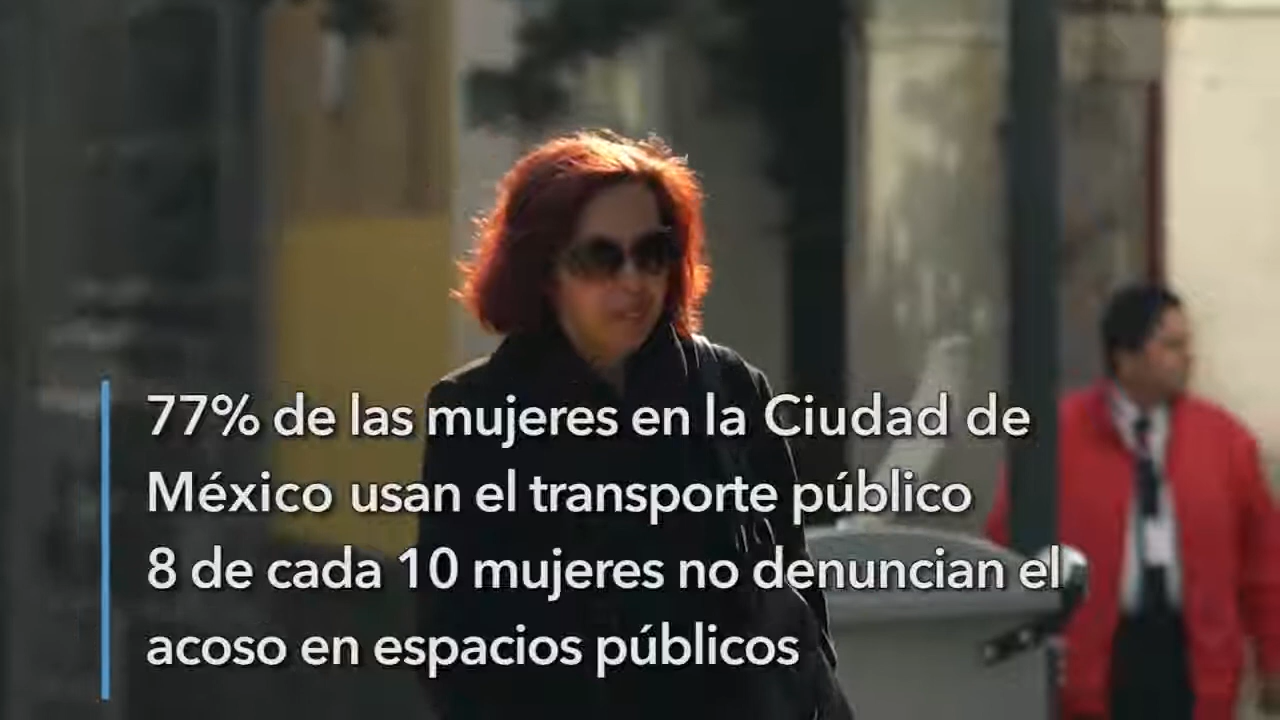 77% de las mujeres en la Ciudad de
México usan el transporte público
8 de cada 10 mujeres no denuncian el
acoso en espacios públicos